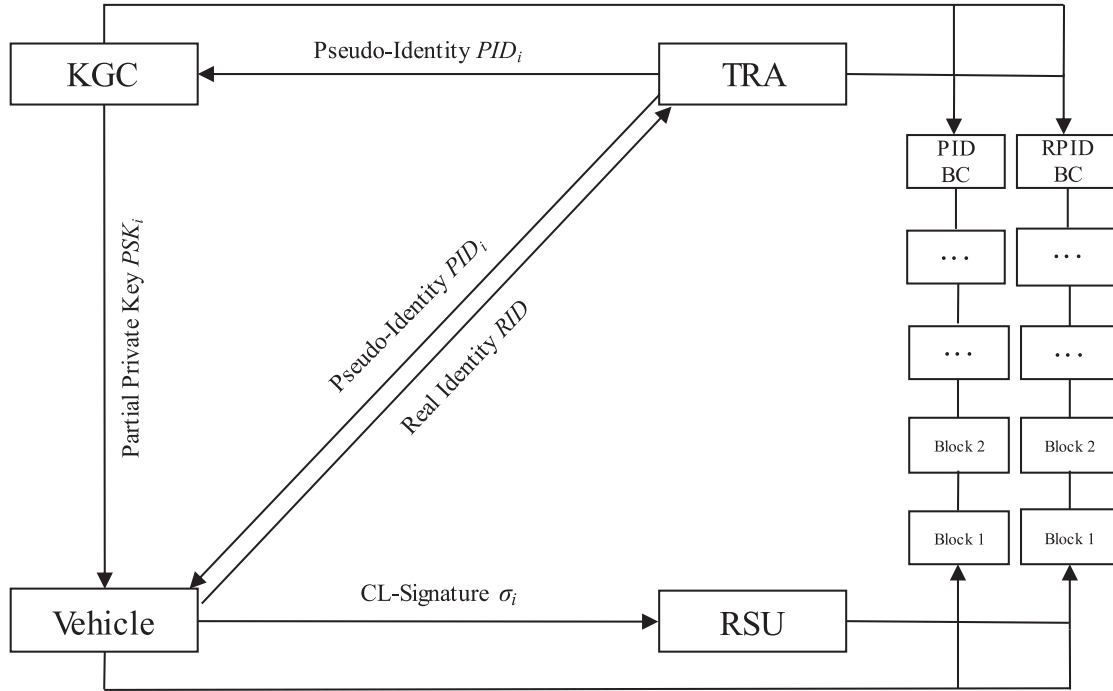 Pseudo-Identity PIDi
KGC
TRA
PID
BC
RPID
BC
...
...
Partial Private Key PSKi
Pseudo-Identity PIDi
Real Identity RID
...
...
Block 2
Block 2
Block 1
Block 1
CL-Signature σi
Vehicle
RSU